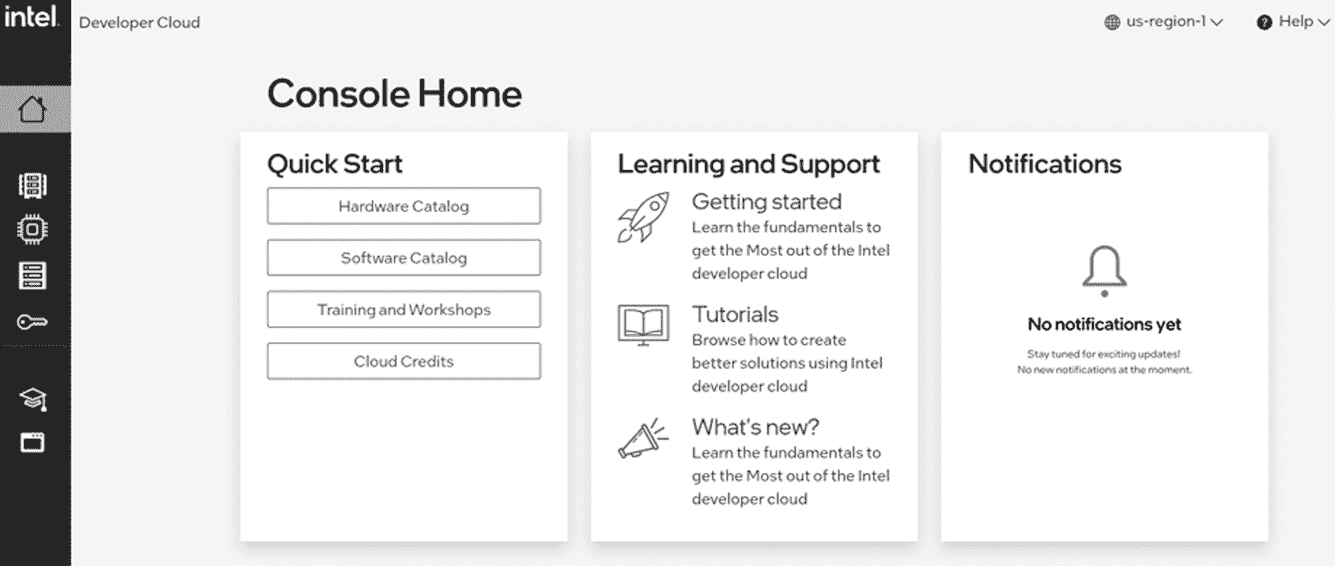 intel.
Developer Cloud
us-region-1
Help
Console Home
Quick Start
Hardware Catalog
Software Catalog
Training and Workshops
Cloud Credits
Learning and Support
Getting started
Learn the fundamentals to
get the Most out of the Intel
developer cloud
Tutorials
Browse how to create
better solutions using Intel
developer cloud
What's new?
Learn the fundamentals to
get the Most out of the Intel
developer cloud
Notifications
No notifications yet
Stay tuned for exciting updates!
No new notifications at the moment.